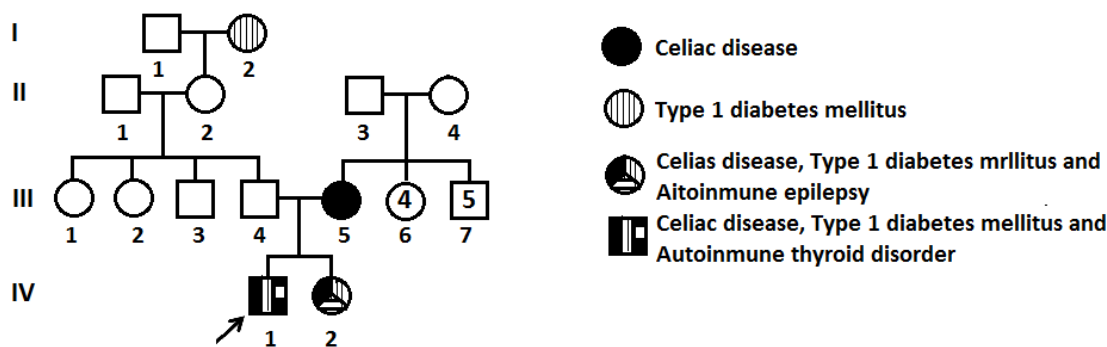 I
1 2
Celiac disease
II
1 2 3 4
Type 1 diabetes mellitus
III
4 5
1 2 3 4 5 6 7
Celias disease, Type 1 diabetes mrllitus and
Aitoinmune epilepsy
Celiac disease, Type 1 diabetes mellitus and
Autoinmune thyroid disorder
IV
1 2